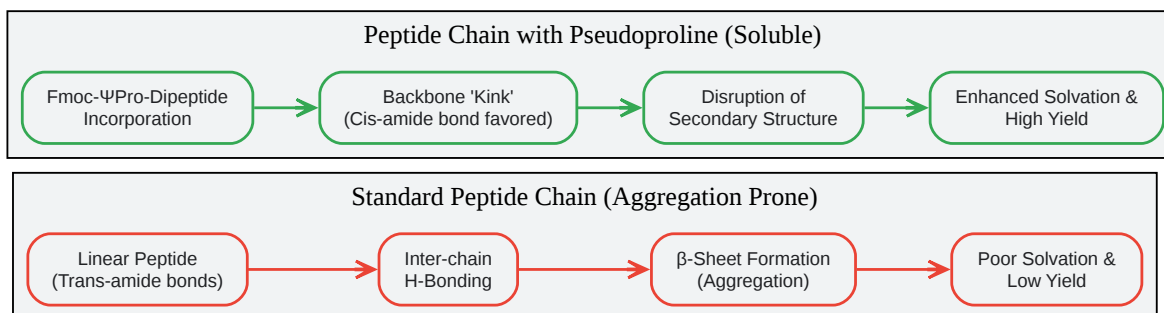 Peptide Chain with Pseudoproline (Soluble)
Fmoc-ΨPro-Dipeptide
Incorporation
Backbone 'Kink'
(Cis-amide bond favored)
Disruption of
Secondary Structure
Enhanced Solvation &
High Yield
Standard Peptide Chain (Aggregation Prone)
Linear Peptide
(Trans-amide bonds)
Inter-chain
H-Bonding
β-Sheet Formation
(Aggregation)
Poor Solvation &
Low Yield